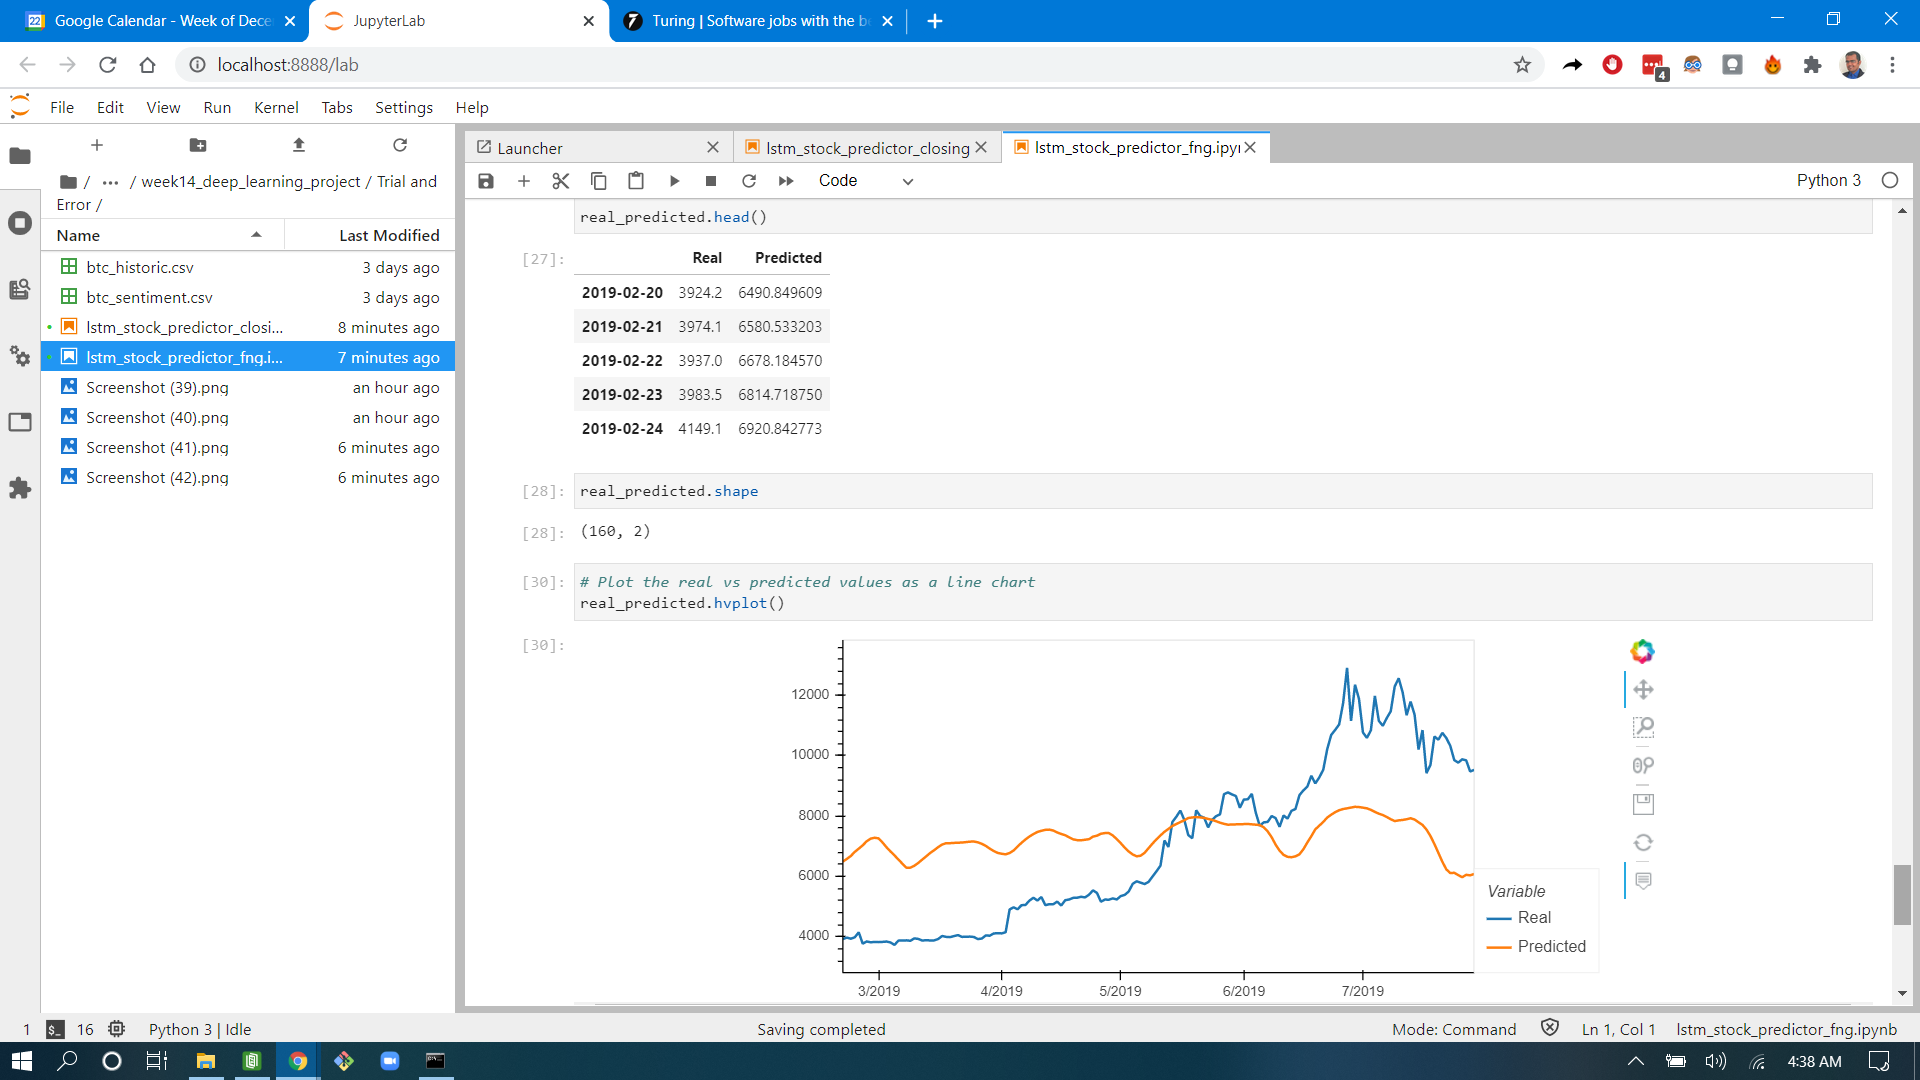 22 Google Calendar - Week of Dece
JupyterLab
Turing | Software jobs with the be
localhost:8888/lab
4
File Edit View Run Kernel Tabs Settings Help
/ ... / week14_deep_learning_project / Trial and
Error /
Name Last Modified
btc_historic.csv 3 days ago
btc_sentiment.csv 3 days ago
lstm_stock_predictor_closi... 8 minutes ago
lstm_stock_predictor_fng.i... 7 minutes ago
Screenshot (39).png an hour ago
Screenshot (40).png an hour ago
Screenshot (41).png 6 minutes ago
Screenshot (42).png 6 minutes ago
Launcher
lstm_stock_predictor_closing
lstm_stock_predictor_fng.ipyn
Code
Python 3
real_predicted.head()
[27]:
Real Predicted
2019-02-20 3924.2 6490.849609
2019-02-21 3974.1 6580.533203
2019-02-22 3937.0 6678.184570
2019-02-23 3983.5 6814.718750
2019-02-24 4149.1 6920.842773
[28]: real_predicted.shape
[28]: (160, 2)
[30]: # Plot the real vs predicted values as a line chart
real_predicted.hvplot()
[30]:
12000
10000
8000
6000
4000
3/2019 4/2019 5/2019 6/2019 7/2019
Variable
Real
Predicted
1 $_ 16 Python 3 | Idle Saving completed Mode: Command Ln 1, Col 1 lstm_stock_predictor_fng.ipynb
4:38 AM